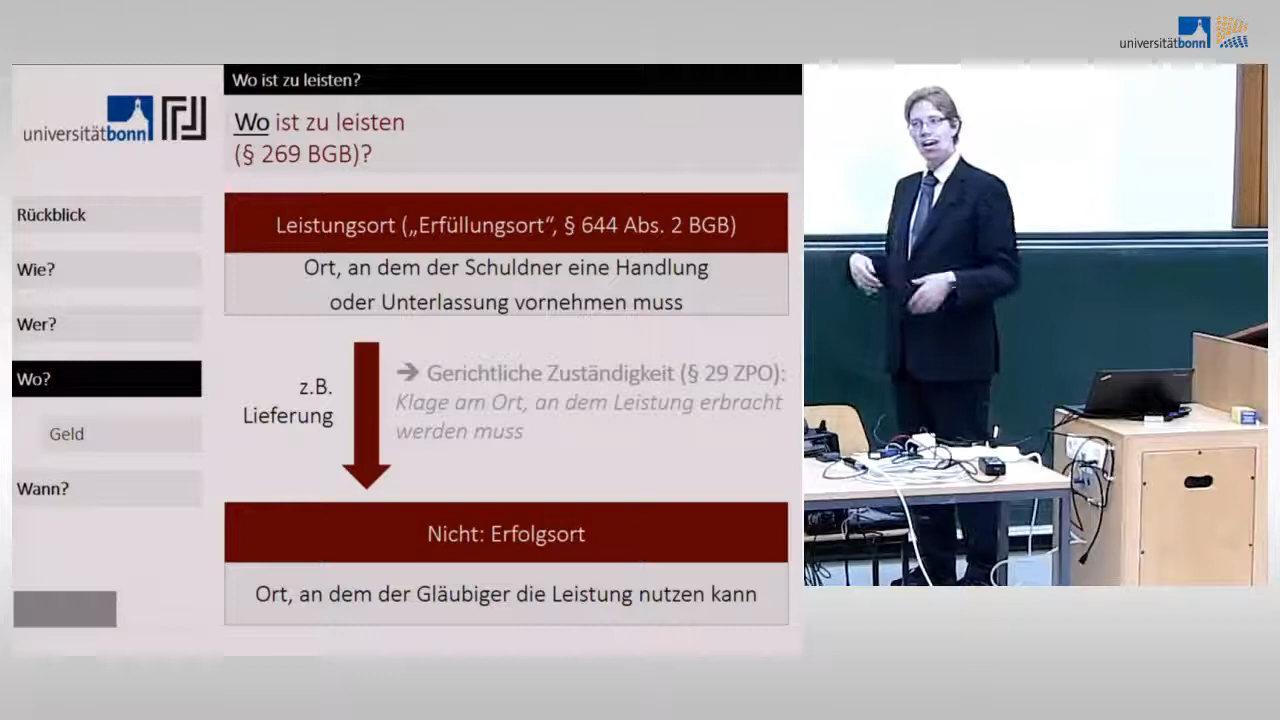 universitätbonn
Wo ist zu leisten?
universitätbonn
Wo ist zu leisten
(§ 269 BGB)?
Rückblick
Wie?
Wer?
Wo?
Geld
Wann?
Leistungsort („Erfüllungsort“, § 644 Abs. 2 BGB)
Ort, an dem der Schuldner eine Handlung
oder Unterlassung vornehmen muss
z.B.
Lieferung
➔ Gerichtliche Zuständigkeit (§ 29 ZPO):
Klage am Ort, an dem Leistung erbracht
werden muss
Nicht: Erfolgsort
Ort, an dem der Gläubiger die Leistung nutzen kann